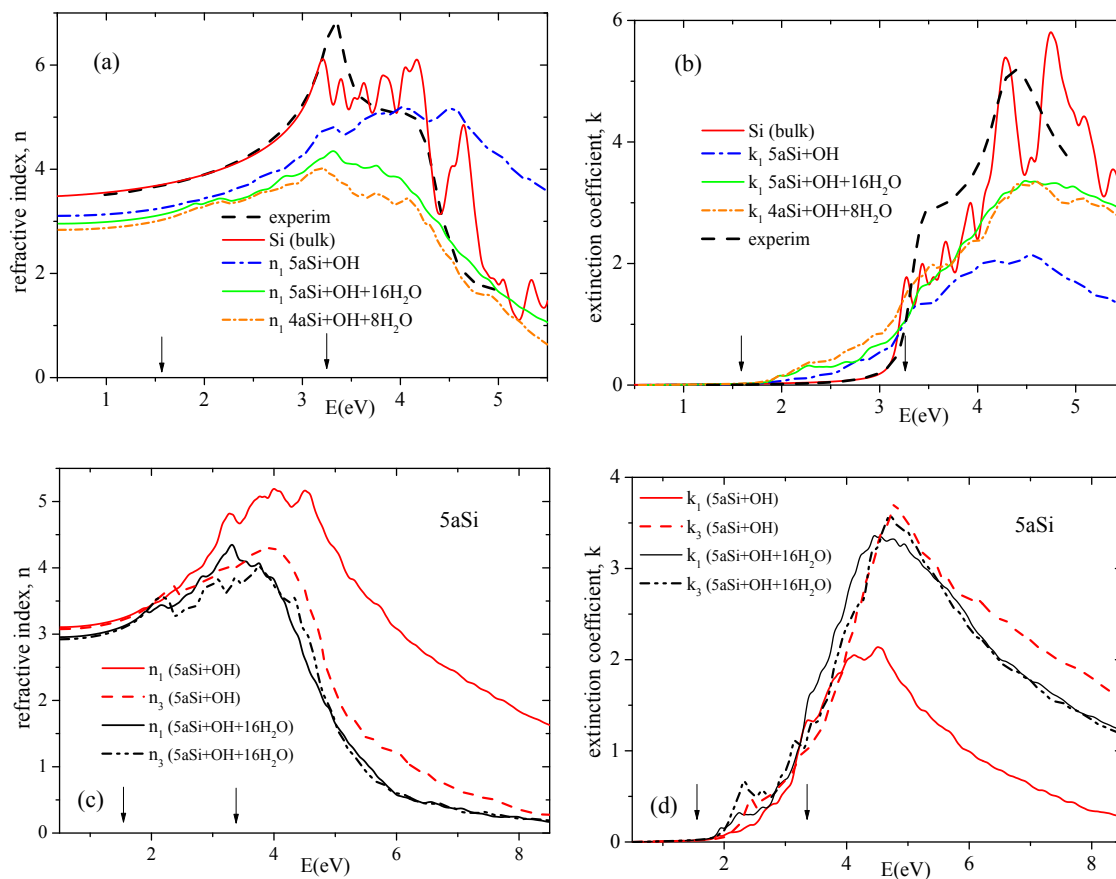 (a)
refractive index, n
6
4
2
0
experim
Si (bulk)
n₁ 5aSi+OH
n₁ 5aSi+OH+16H₂O
n₁ 4aSi+OH+8H₂O
1 2 3 4 5
E(eV)
(b)
extinction coefficient, k
6
4
2
0
Si (bulk)
k₁ 5aSi+OH
k₁ 5aSi+OH+16H₂O
k₁ 4aSi+OH+8H₂O
experim
1 2 3 4 5
E(eV)
5aSi
refractive index, n
5
4
3
2
1
0
n₁ (5aSi+OH)
n₃ (5aSi+OH)
n₁ (5aSi+OH+16H₂O)
n₃ (5aSi+OH+16H₂O)
(c)
2 4 6 8
E(eV)
5aSi
extinction coefficient, k
4
3
2
1
0
k₁ (5aSi+OH)
k₃ (5aSi+OH)
k₁ (5aSi+OH+16H₂O)
k₃ (5aSi+OH+16H₂O)
(d)
2 4 6 8
E(eV)